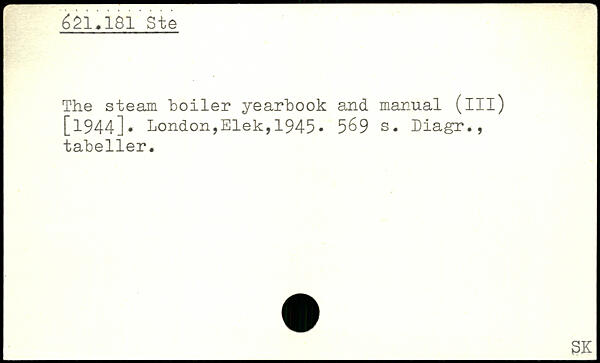 621.181 Ste
The steam boiler yearbook and manual (III)
[1944]. London,Elek,1945. 569 s. Diagr.,
tabeller.
SK